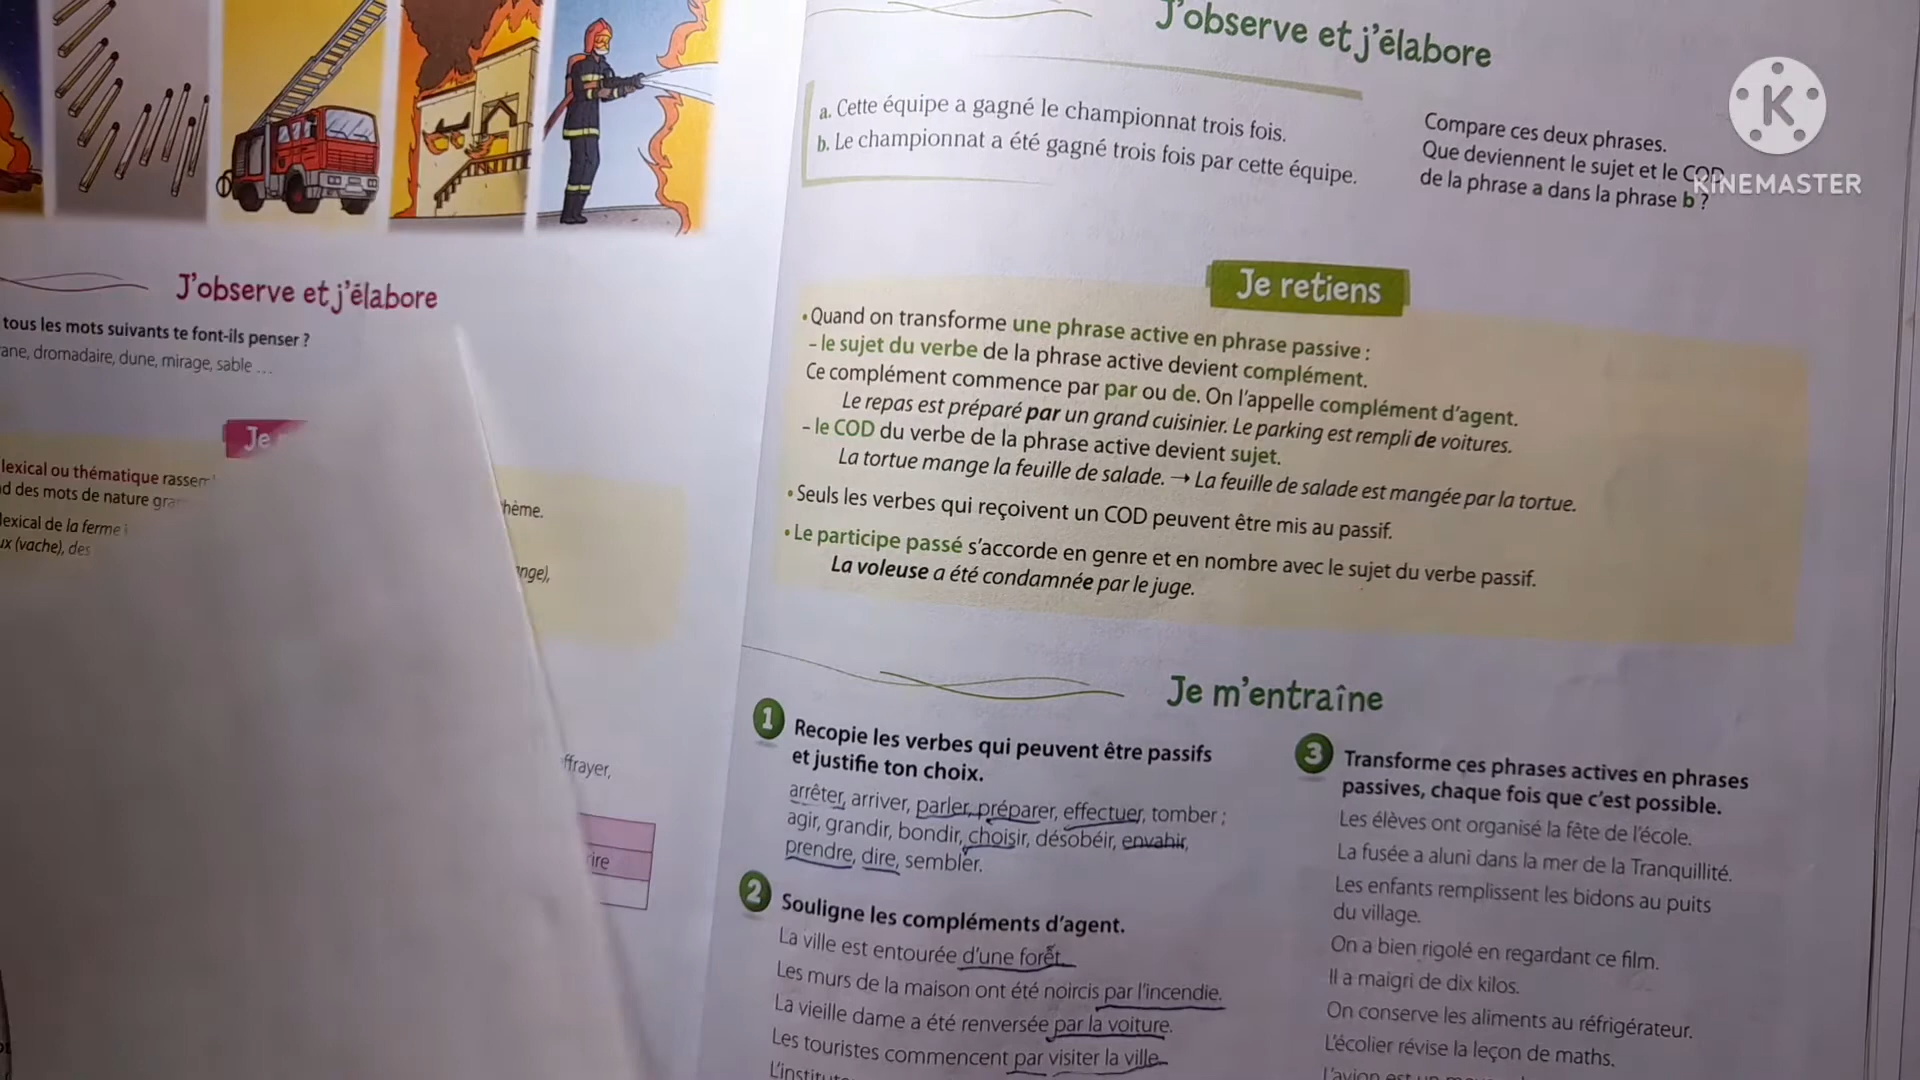 J'observe et j'élabore
tous les mots suivants te font-ils penser ?
ane, dromadaire, dune, mirage, sable ...
Je
lexical ou thématique rassem
d des mots de nature gra
hème.
lexical de la ferme
ux (vache), des
nge),
ffrayer,
ire
J'observe et j'élabore
a. Cette équipe a gagné le championnat trois fois.
b. Le championnat a été gagné trois fois par cette équipe.
Compare ces deux phrases.
Que deviennent le sujet et le COD
de la phrase a dans la phrase b ?
K
KINEMASTER
Je retiens
• Quand on transforme une phrase active en phrase passive :
– le sujet du verbe de la phrase active devient complément.
Ce complément commence par par ou de. On l'appelle complément d'agent.
Le repas est préparé par un grand cuisinier. Le parking est rempli de voitures.
– le COD du verbe de la phrase active devient sujet.
La tortue mange la feuille de salade. → La feuille de salade est mangée par la tortue.
• Seuls les verbes qui reçoivent un COD peuvent être mis au passif.
• Le participe passé s'accorde en genre et en nombre avec le sujet du verbe passif.
La voleuse a été condamnée par le juge.
Je m'entraîne
1 Recopie les verbes qui peuvent être passifs
et justifie ton choix.
arrêter, arriver, parler, préparer, effectuer, tomber ;
agir, grandir, bondir, choisir, désobéir, envahir,
prendre, dire, sembler.
2 Souligne les compléments d'agent.
La ville est entourée d'une forêt.
Les murs de la maison ont été noircis par l'incendie.
La vieille dame a été renversée par la voiture.
Les touristes commencent par visiter la ville.
3 Transforme ces phrases actives en phrases
passives, chaque fois que c'est possible.
Les élèves ont organisé la fête de l'école.
La fusée a aluni dans la mer de la Tranquillité.
Les enfants remplissent les bidons au puits
du village.
On a bien rigolé en regardant ce film.
Il a maigri de dix kilos.
On conserve les aliments au réfrigérateur.
L'écolier révise la leçon de maths.
L'avion est un